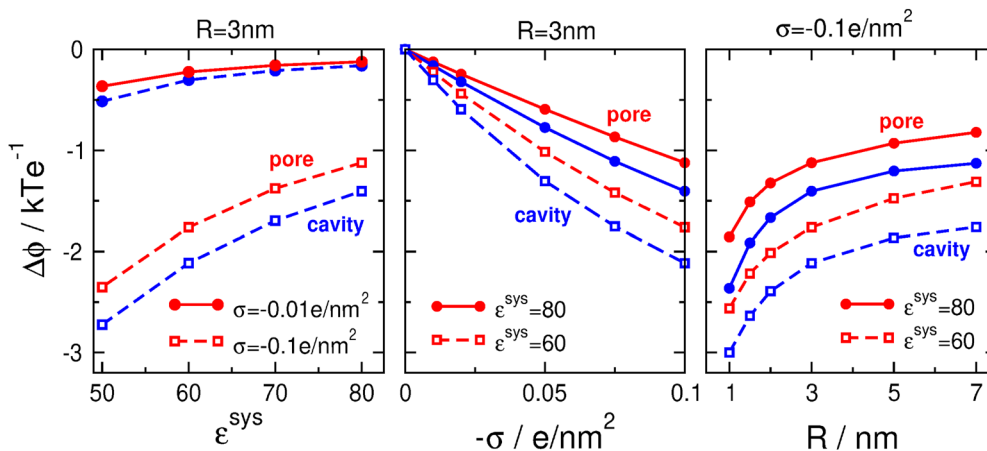 R=3nm
R=3nm
σ=-0.1e/nm²
Δϕ / kTe⁻¹
0
-1
-2
-3
pore
cavity
σ=-0.01e/nm²
σ=-0.1e/nm²
50 60 70 80
ε^sys
pore
cavity
ε^sys=80
ε^sys=60
0 0.05 0.1
-σ / e/nm²
pore
cavity
ε^sys=80
ε^sys=60
1 3 5 7
R / nm